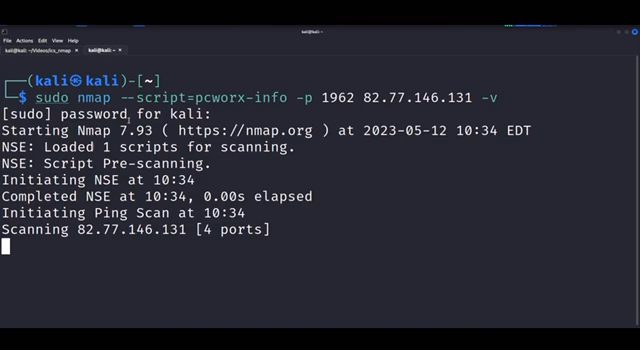 kali@kali:~
File Actions Edit View Help
kali@kali: ~/Videos/ics_nmap × kali@kali: ~ ×
┌──(kali㉿kali)-[~]
└─$ sudo nmap --script=pcworx-info -p 1962 82.77.146.131 -v
[sudo] password for kali:
Starting Nmap 7.93 ( https://nmap.org ) at 2023-05-12 10:34 EDT
NSE: Loaded 1 scripts for scanning.
NSE: Script Pre-scanning.
Initiating NSE at 10:34
Completed NSE at 10:34, 0.00s elapsed
Initiating Ping Scan at 10:34
Scanning 82.77.146.131 [4 ports]